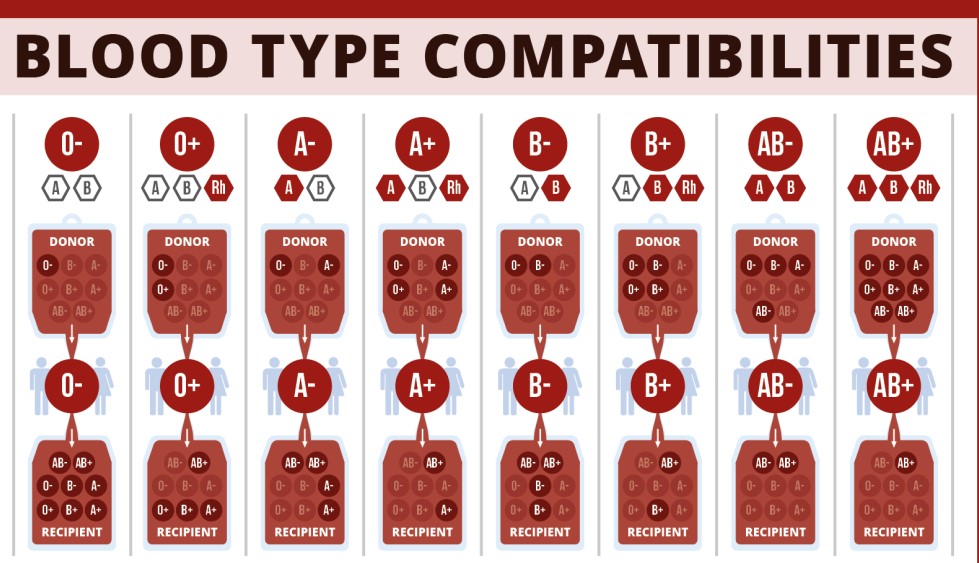 BLOOD TYPE COMPATIBILITIES
O- O+ A- A+ B- B+ AB- AB+
A B A B Rh A B A B Rh A B A B Rh A B A B Rh
DONOR DONOR DONOR DONOR DONOR DONOR DONOR DONOR
O- B- A- O- B- A- O- B- A- O- B- A- O- B- A- O- B- A- O- B- A- O- B- A-
O+ B+ A+ O+ B+ A+ O+ B+ A+ O+ B+ A+ O+ B+ A+ O+ B+ A+ O+ B+ A+ O+ B+ A+
AB- AB+ AB- AB+ AB- AB+ AB- AB+ AB- AB+ AB- AB+ AB- AB+ AB- AB+
O- O+ A- A+ B- B+ AB- AB+
AB- AB+ AB- AB+ AB- AB+ AB- AB+ AB- AB+ AB- AB+ AB- AB+ AB- AB+
O- B- A- O- B- A- O- B- A- O- B- A- O- B- A- O- B- A- O- B- A- O- B- A-
O+ B+ A+ O+ B+ A+ O+ B+ A+ O+ B+ A+ O+ B+ A+ O+ B+ A+ O+ B+ A+ O+ B+ A+
RECIPIENT RECIPIENT RECIPIENT RECIPIENT RECIPIENT RECIPIENT RECIPIENT RECIPIENT